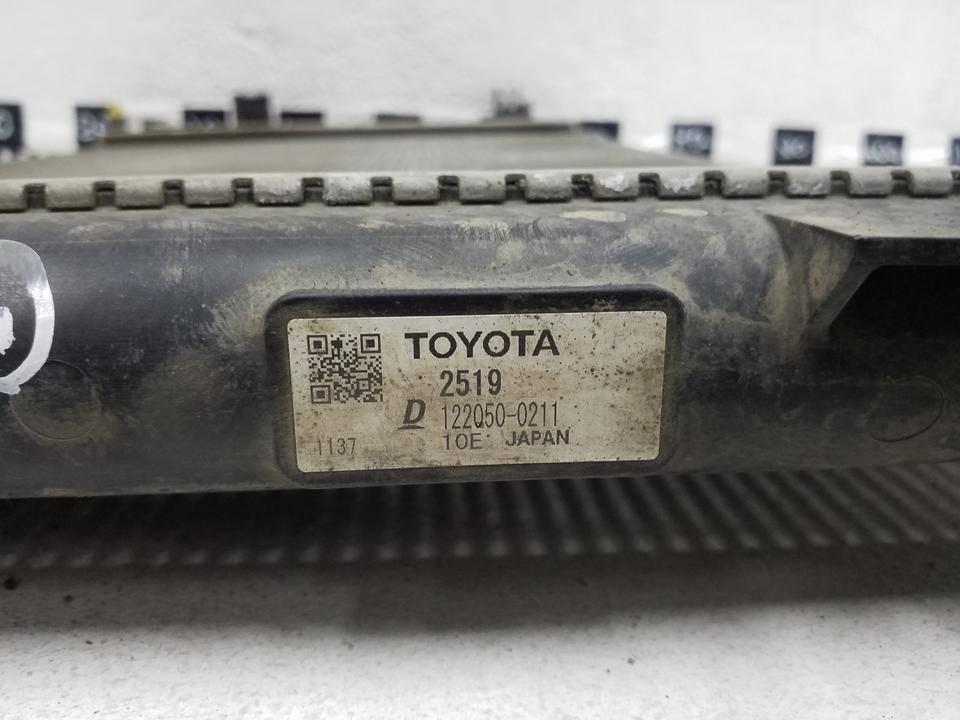 TOYOTA
2519
D 122050-0211
1137 10E JAPAN